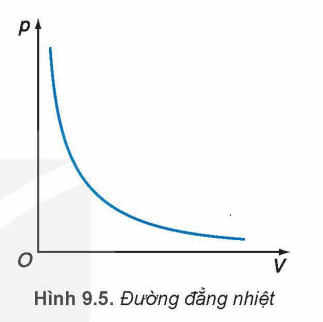 p
O
V
Hình 9.5. Đường đẳng nhiệt